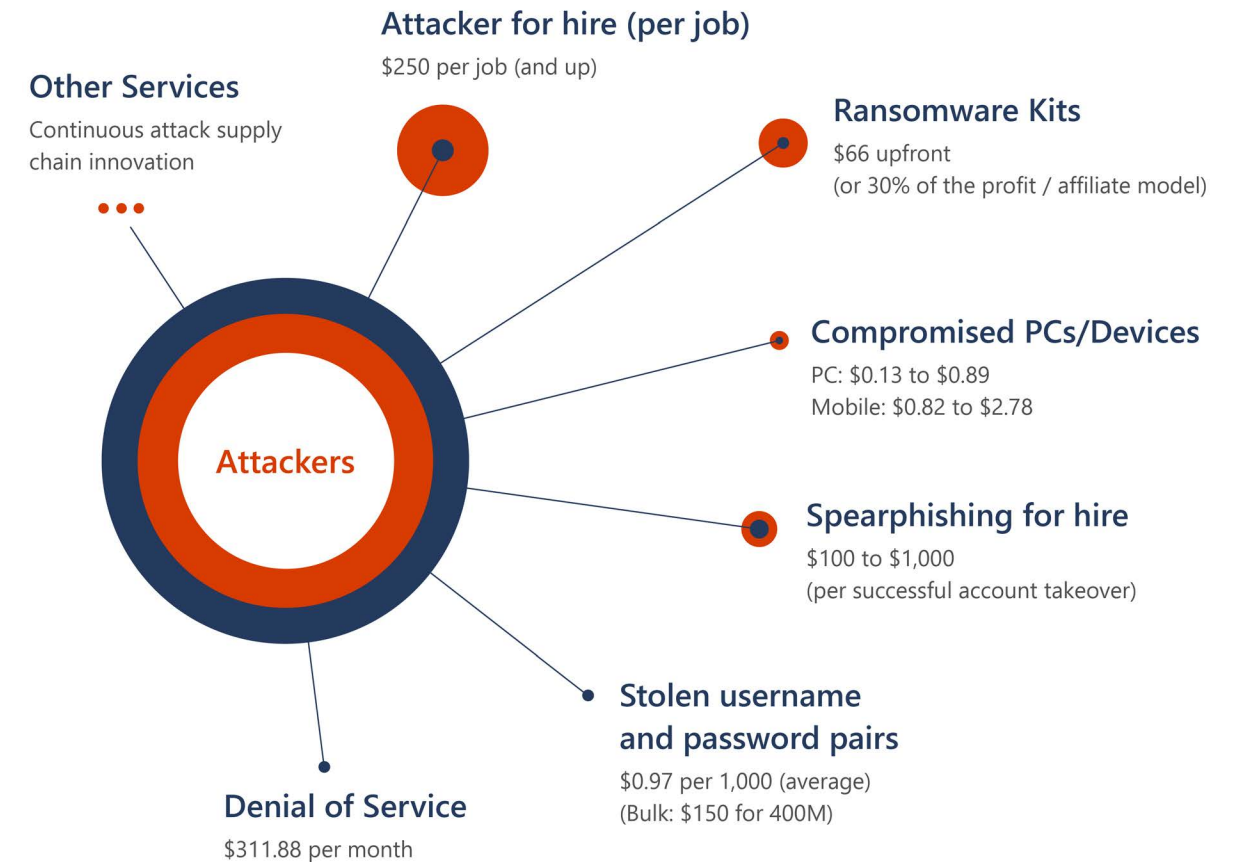 Attacker for hire (per job)
$250 per job (and up)
Other Services
Continuous attack supply
chain innovation
Ransomware Kits
$66 upfront
(or 30% of the profit / affiliate model)
Compromised PCs/Devices
PC: $0.13 to $0.89
Mobile: $0.82 to $2.78
Attackers
Spearphishing for hire
$100 to $1,000
(per successful account takeover)
Stolen username
and password pairs
$0.97 per 1,000 (average)
(Bulk: $150 for 400M)
Denial of Service
$311.88 per month